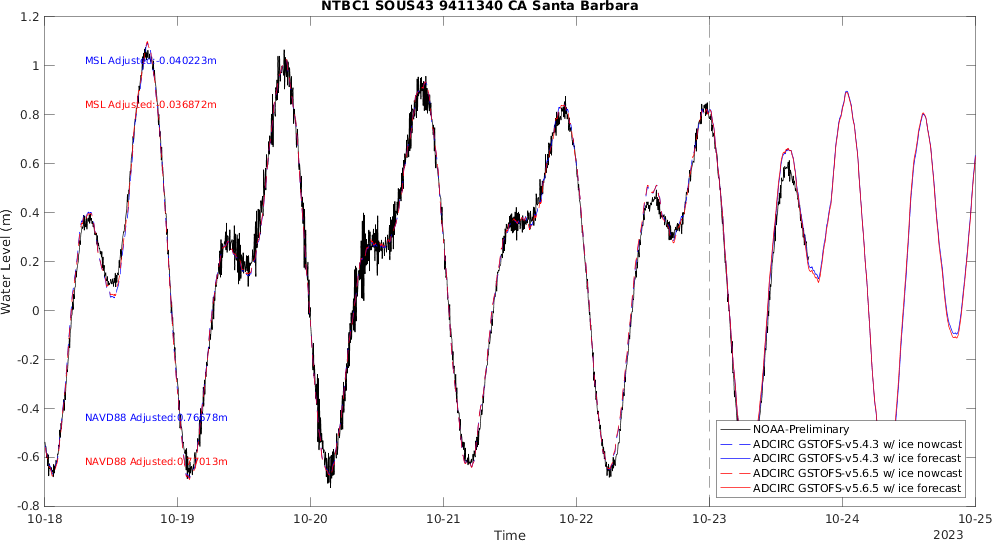 NTBC1 SOUS43 9411340 CA Santa Barbara
1.2
1
0.8
0.6
0.4
0.2
0
-0.2
-0.4
-0.6
-0.8
Water Level (m)
MSL Adjusted:-0.040223m
MSL Adjusted:-0.036872m
NAVD88 Adjusted:0.76678m
NAVD88 Adjusted:0.77013m
NOAA-Preliminary
ADCIRC GSTOFS-v5.4.3 w/ ice nowcast
ADCIRC GSTOFS-v5.4.3 w/ ice forecast
ADCIRC GSTOFS-v5.6.5 w/ ice nowcast
ADCIRC GSTOFS-v5.6.5 w/ ice forecast
10-18 10-19 10-20 10-21 10-22 10-23 10-24 10-25
Time
2023